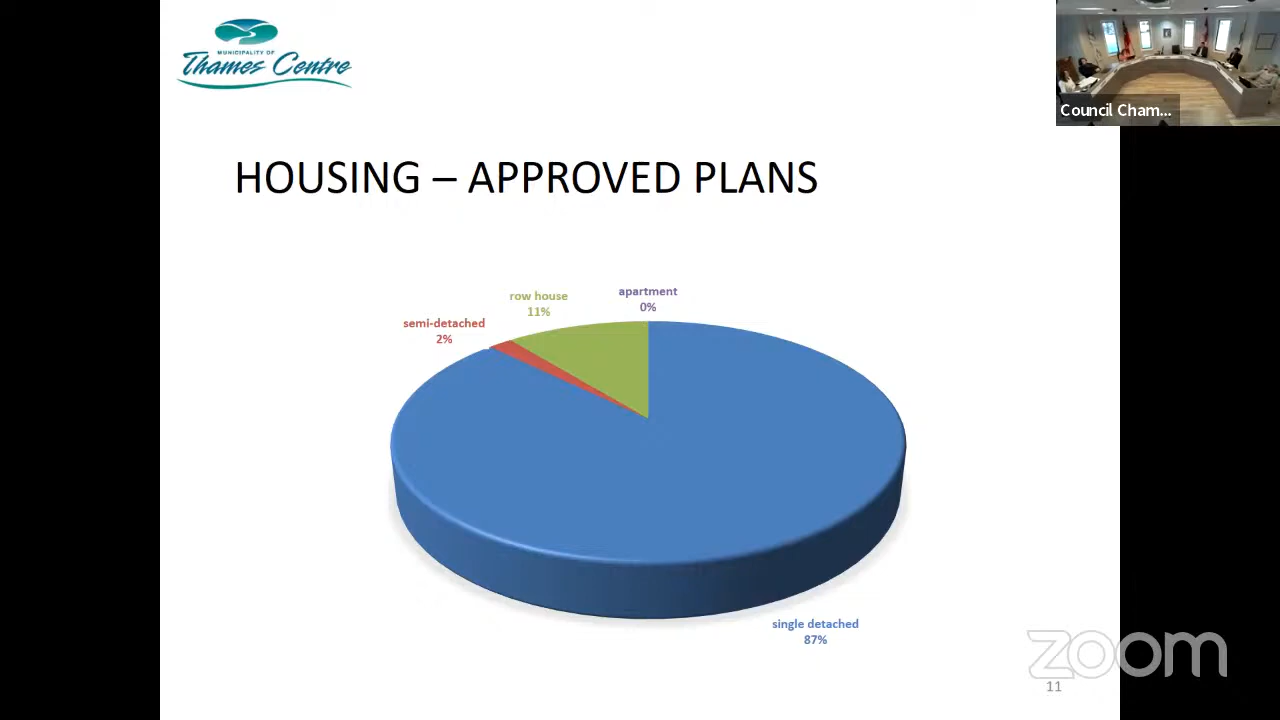 MUNICIPALITY OF
Thames Centre
Council Cham...
HOUSING – APPROVED PLANS
apartment
0%
row house
11%
semi-detached
2%
single detached
87%
zoom
11